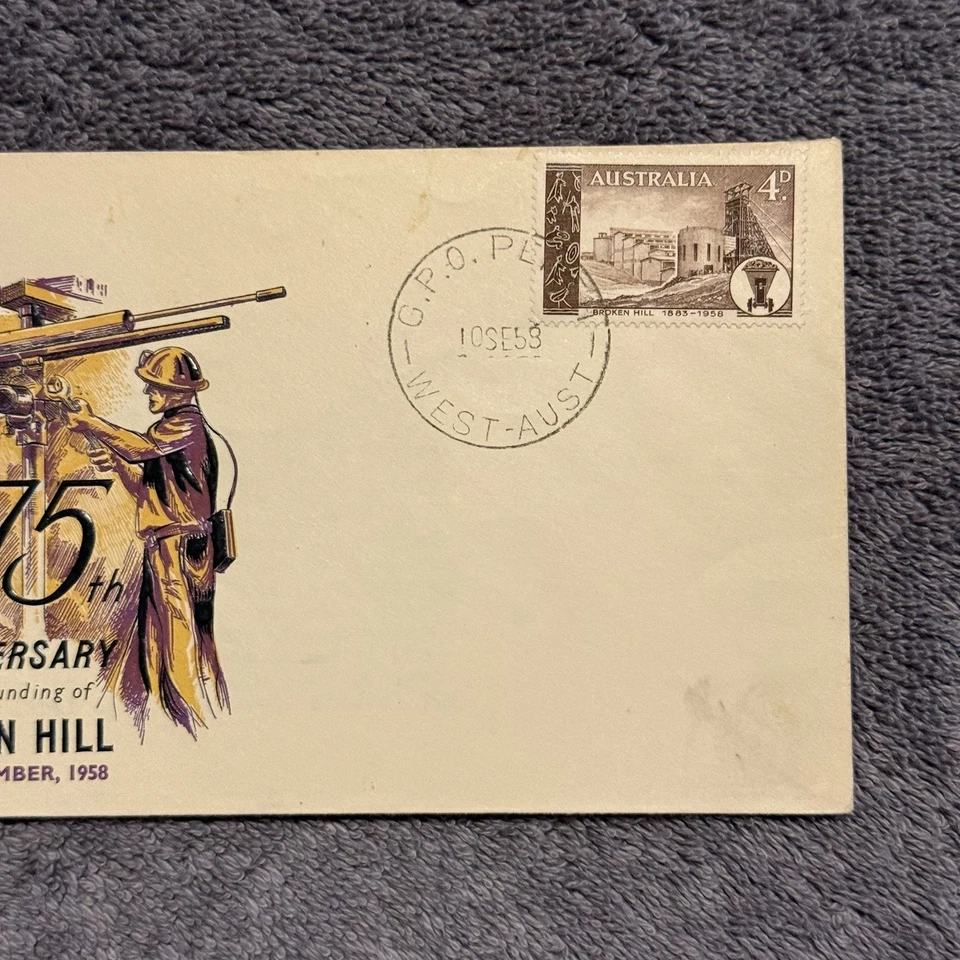 AUSTRALIA
4D.
BROKEN HILL 1883-1958
G.P.O. PE
10SE58
WEST-AUST
75th
ERSARY
unding of
N HILL
MBER, 1958